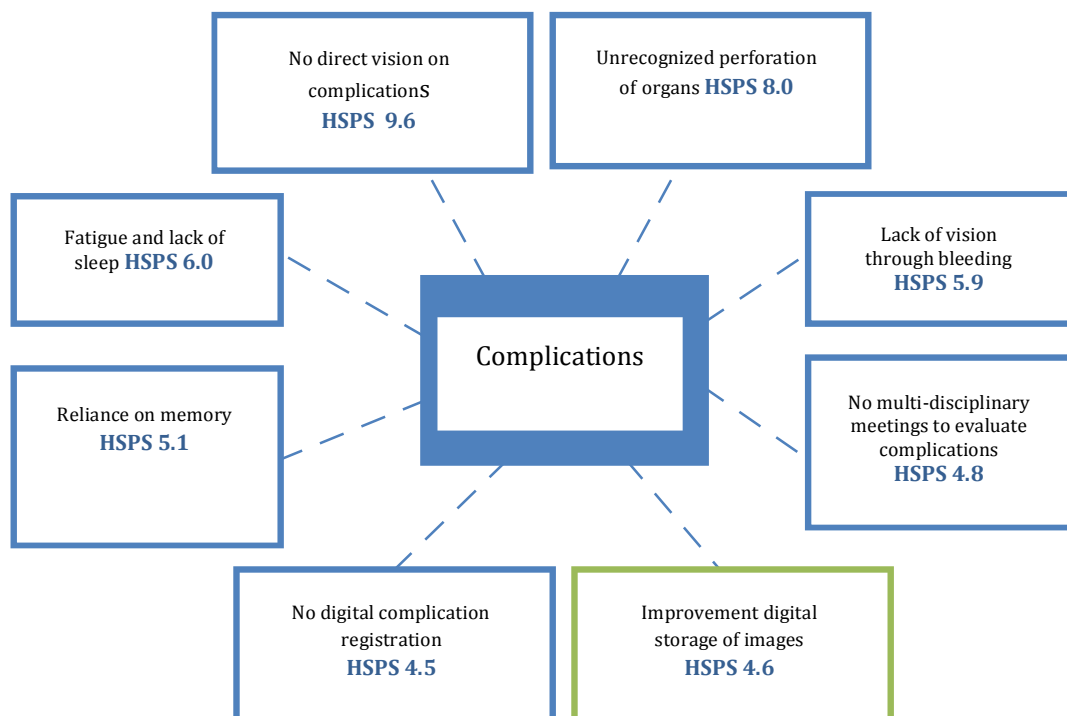 No direct vision on
complications
HSPS 9.6
Unrecognized perforation
of organs HSPS 8.0
Fatigue and lack of
sleep HSPS 6.0
Lack of vision
through bleeding
HSPS 5.9
Complications
Reliance on memory
HSPS 5.1
No multi-disciplinary
meetings to evaluate
complications
HSPS 4.8
No digital complication
registration
HSPS 4.5
Improvement digital
storage of images
HSPS 4.6